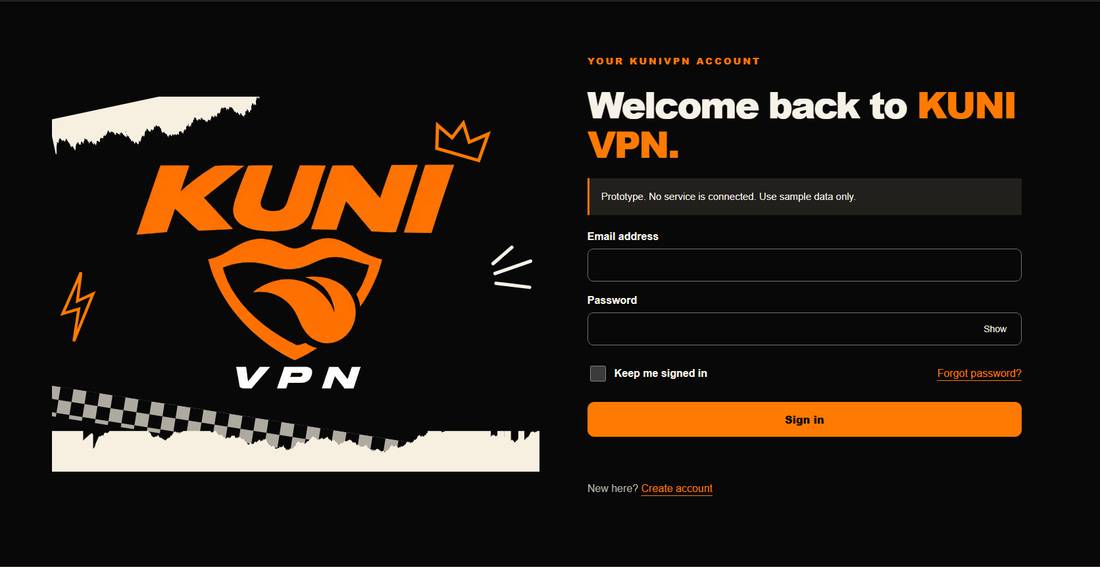 KUNI
VPN
YOUR KUNIVPN ACCOUNT
Welcome back to KUNI
VPN.
Prototype. No service is connected. Use sample data only.
Email address
Password
Show
Keep me signed in
Forgot password?
Sign in
New here? Create account